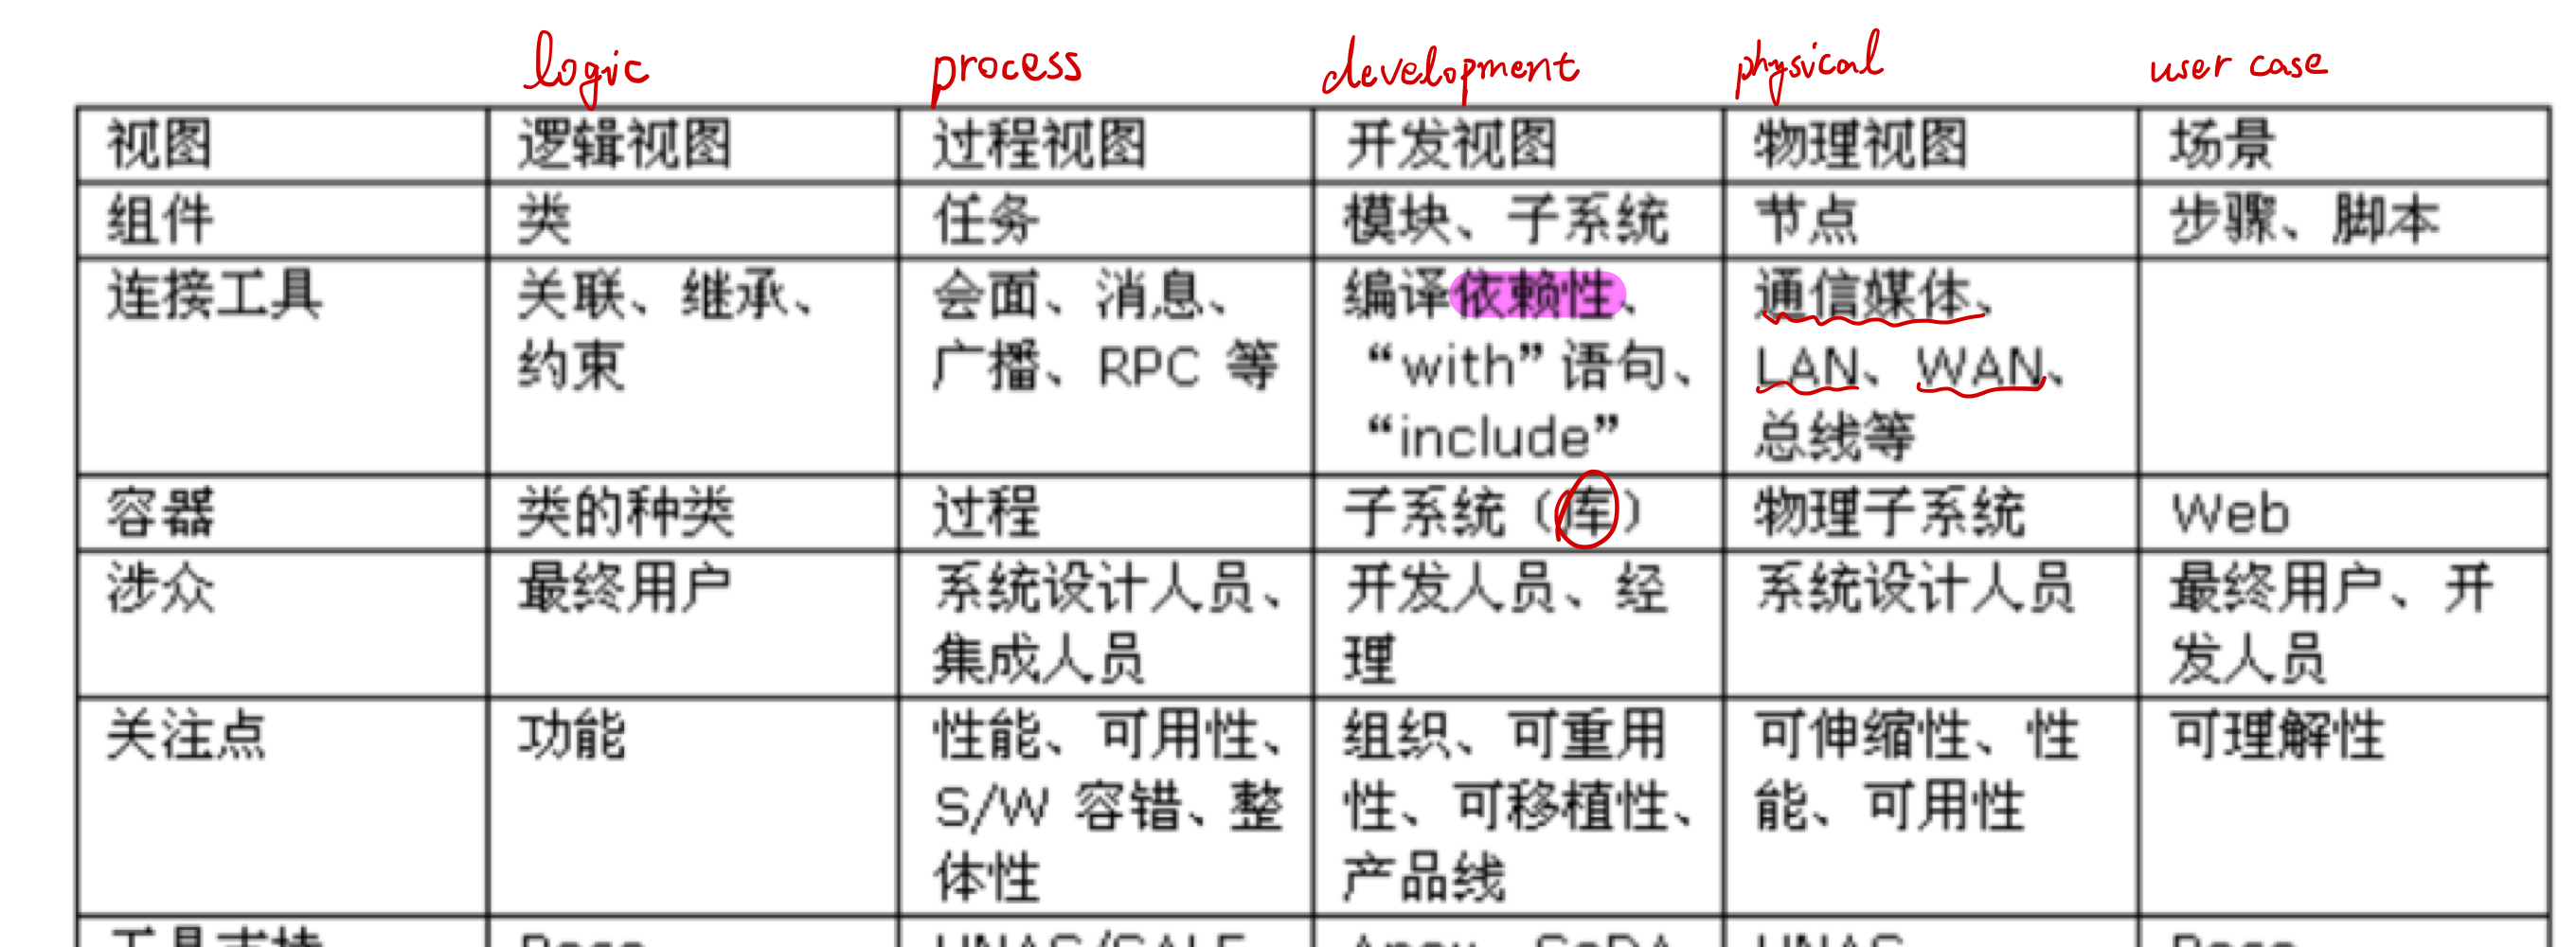 logic process development physical user case
视图 逻辑视图 过程视图 开发视图 物理视图 场景
组件 类 任务 模块、子系统 节点 步骤、脚本
连接工具 关联、继承、 会面、消息、 编译依赖性、 通信媒体、
约束 广播、RPC 等 “with”语句、 LAN、WAN、
“include” 总线等
容器 类的种类 过程 子系统（库） 物理子系统 Web
涉众 最终用户 系统设计人员、 开发人员、经 系统设计人员 最终用户、开
集成人员 理 发人员
关注点 功能 性能、可用性、 组织、可重用 可伸缩性、性 可理解性
S/W 容错、整 性、可移植性、 能、可用性
体性 产品线